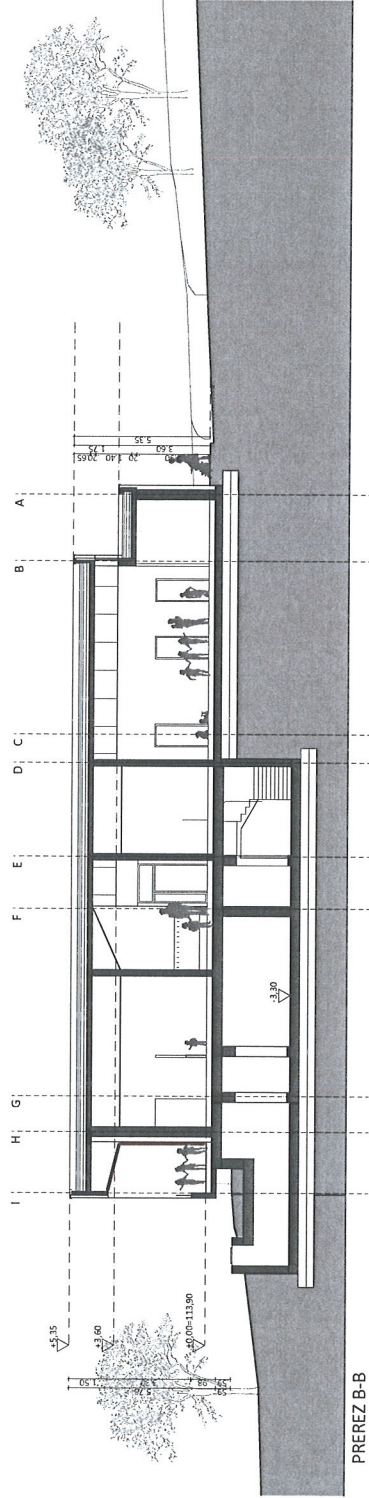 A
B
C
D
E
F
G
H
I
5.35
1.75
3.60
+5,35
+3,60
±0,00=113,90
-3,30
1.50
PREREZ B-B